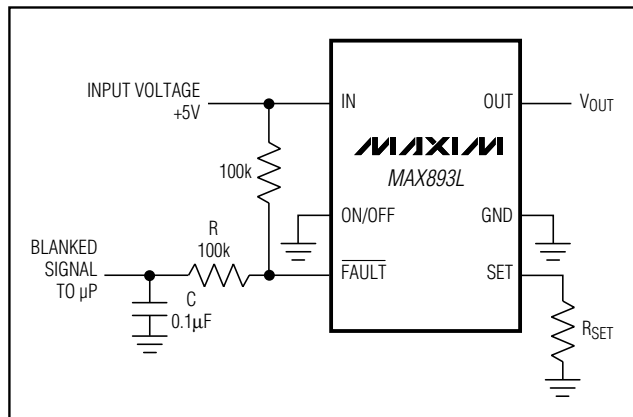 INPUT VOLTAGE
+5V
IN
OUT
VOUT
100k
MAXIM
MAX893L
ON/OFF
GND
BLANKED
SIGNAL
TO µP
R
100k
FAULT
SET
C
0.1µF
RSET